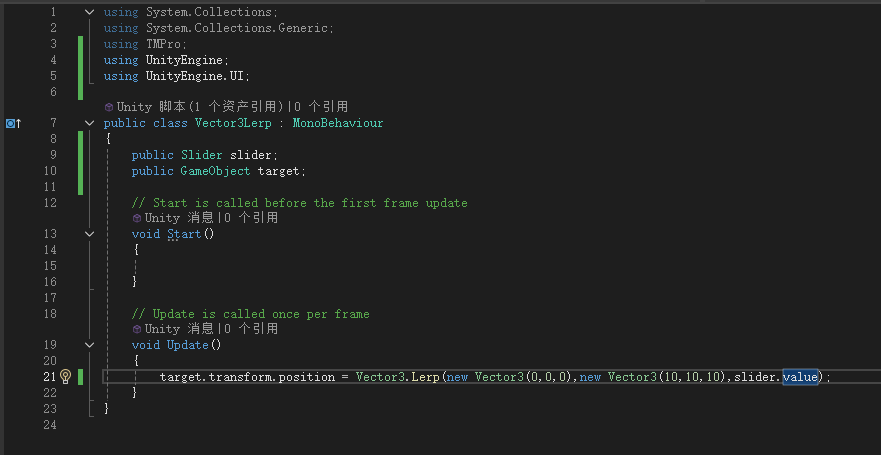 1 using System.Collections;
2 using System.Collections.Generic;
3 using TMPro;
4 using UnityEngine;
5 using UnityEngine.UI;
6
Unity 脚本(1 个资产引用)|0 个引用
7 public class Vector3Lerp : MonoBehaviour
8 {
9 public Slider slider;
10 public GameObject target;
11
12 // Start is called before the first frame update
Unity 消息|0 个引用
13 void Start()
14 {
15
16 }
17
18 // Update is called once per frame
Unity 消息|0 个引用
19 void Update()
20 {
21 target.transform.position = Vector3.Lerp(new Vector3(0,0,0),new Vector3(10,10,10),slider.value);
22 }
23 }
24